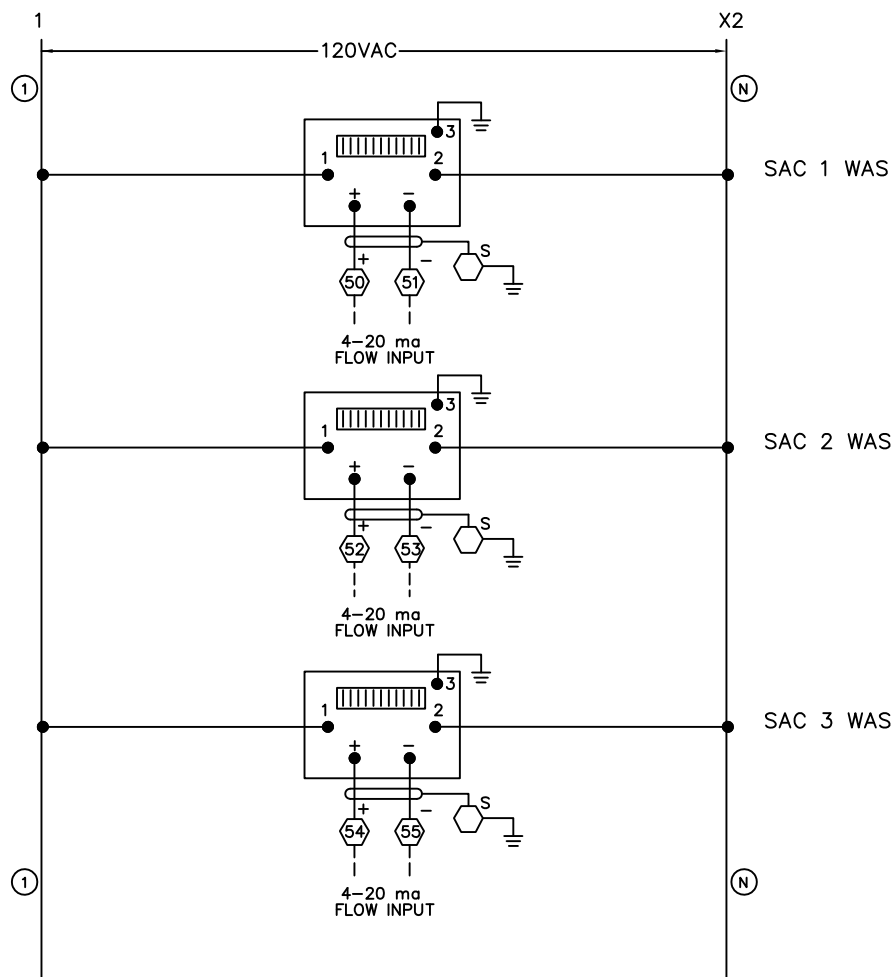 1 X2
120VAC
1 N
3
1 2
SAC 1 WAS
+ −
S
+ −
50 51
4−20 ma
FLOW INPUT
3
1 2
SAC 2 WAS
+ −
S
+ −
52 53
4−20 ma
FLOW INPUT
3
1 2
SAC 3 WAS
+ −
S
+ −
54 55
1 N
4−20 ma
FLOW INPUT